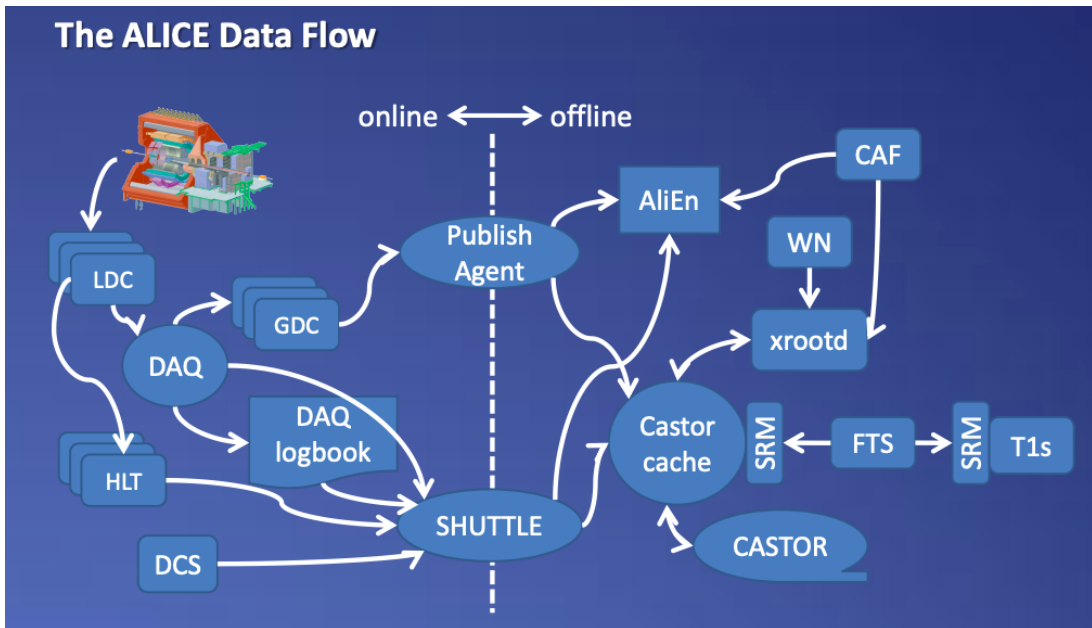 The ALICE Data Flow
online
offline
CAF
AliEn
Publish
Agent
WN
LDC
GDC
xrootd
DAQ
DAQ
logbook
Castor
cache
SRM
FTS
SRM
T1s
HLT
SHUTTLE
CASTOR
DCS